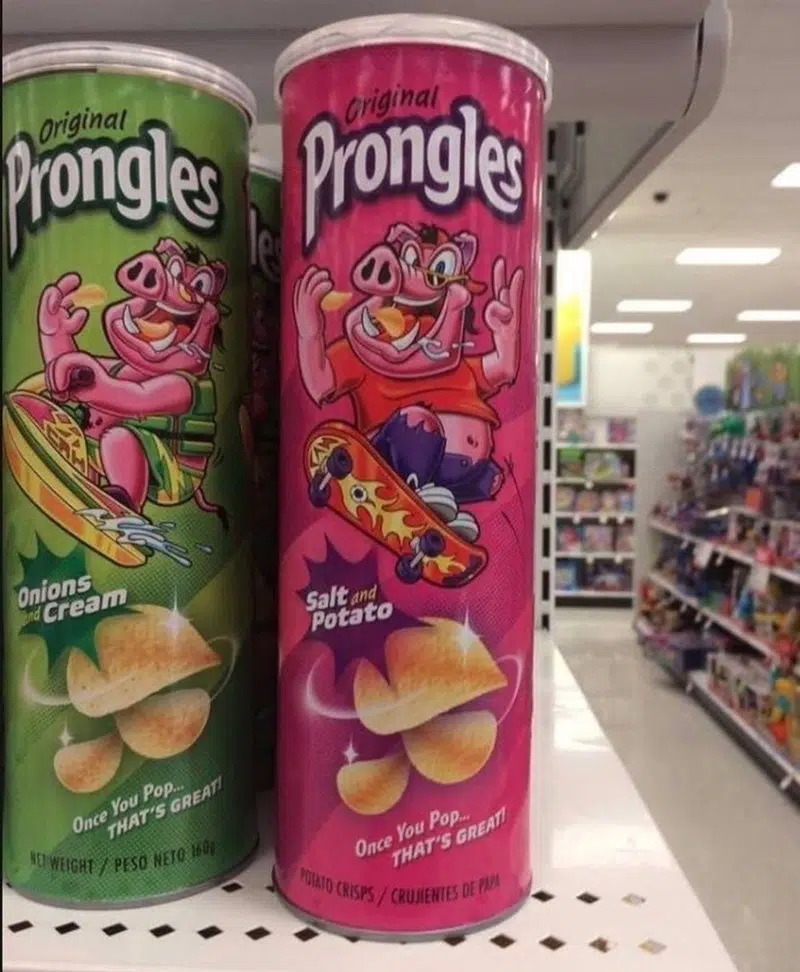 Original
Prongles
Onions
and Cream
Once You Pop...
THAT'S GREAT!
NET WEIGHT / PESO NETO 160g
Original
Prongles
Salt and
Potato
Once You Pop...
THAT'S GREAT!
POTATO CRISPS / CRUJIENTES DE PAPA